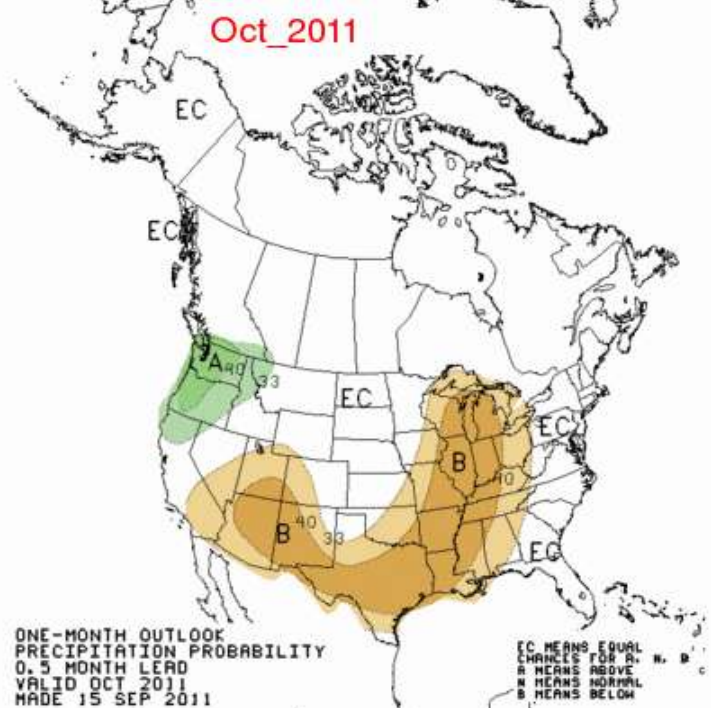 Oct_2011
EC
EC
A 40
33
EC
EC
B
40
B 40
33
EC
ONE-MONTH OUTLOOK
PRECIPITATION PROBABILITY
0.5 MONTH LEAD
VALID OCT 2011
MADE 15 SEP 2011
EC MEANS EQUAL
CHANCES FOR A, N, B
A MEANS ABOVE
N MEANS NORMAL
B MEANS BELOW